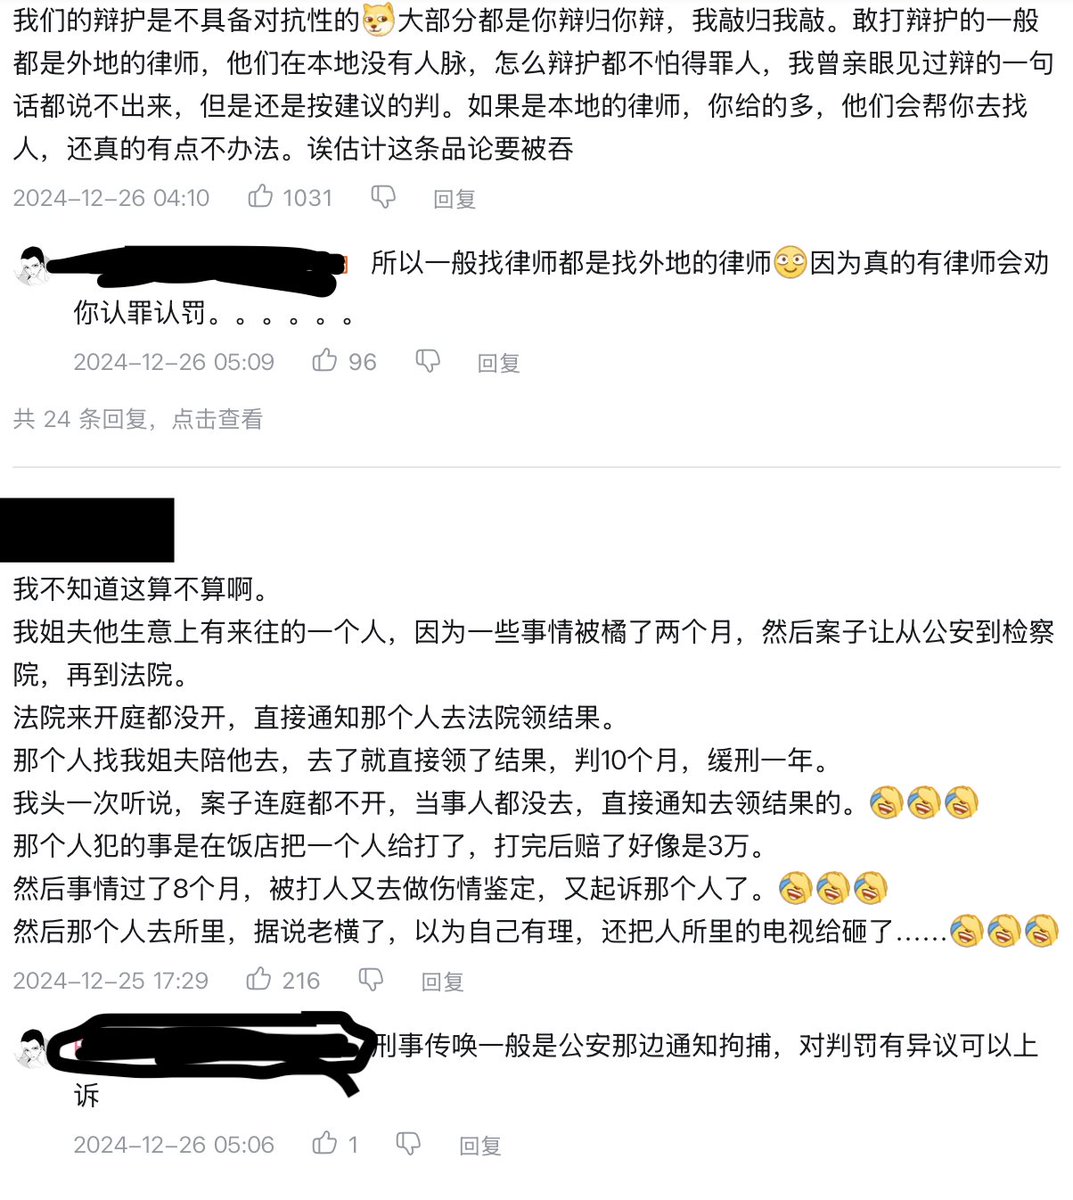 我们的辩护是不具备对抗性的大部分都是你辩归你辩，我敲归我敲。敢打辩护的一般
都是外地的律师，他们在本地没有人脉，怎么辩护都不怕得罪人，我曾亲眼见过辩的一句
话都说不出来，但是还是按建议的判。如果是本地的律师，你给的多，他们会帮你去找
人，还真的有点不办法。诶估计这条品论要被吞
2024-12-26 04:10 1031 回复
所以一般找律师都是找外地的律师因为真的有律师会劝
你认罪认罚。。。。。。
2024-12-26 05:09 96 回复
共 24 条回复，点击查看
我不知道这算不算啊。
我姐夫他生意上有来往的一个人，因为一些事情被橘了两个月，然后案子让从公安到检察
院，再到法院。
法院来开庭都没开，直接通知那个人去法院领结果。
那个人找我姐夫陪他去，去了就直接领了结果，判10个月，缓刑一年。
我头一次听说，案子连庭都不开，当事人都没去，直接通知去领结果的。
那个人犯的事是在饭店把一个人给打了，打完后赔了好像是3万。
然后事情过了8个月，被打人又去做伤情鉴定，又起诉那个人了。
然后那个人去所里，据说老横了，以为自己有理，还把人所里的电视给砸了……
2024-12-25 17:29 216 回复
刑事传唤一般是公安那边通知拘捕，对判罚有异议可以上
诉
2024-12-26 05:06 1 回复